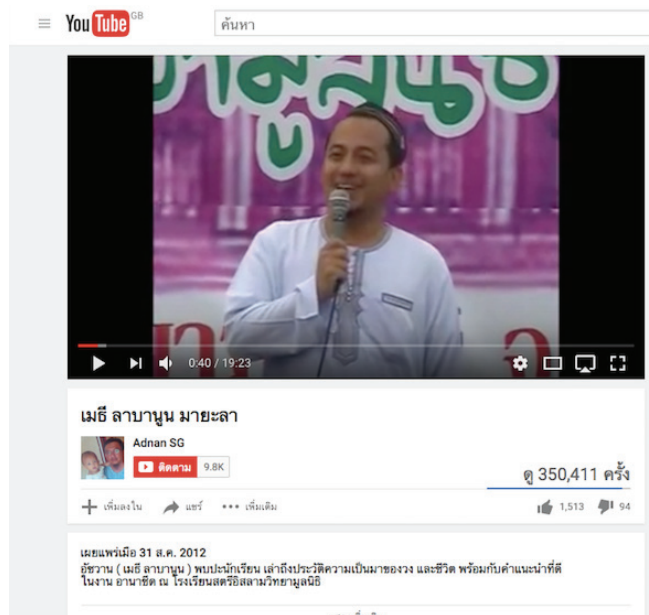 YouTube GB
ค้นหา
0:40 / 19:23
เมธี ลาบานูน มายะลา
Adnan SG
ติดตาม 9.8K
ดู 350,411 ครั้ง
เพิ่มลงใน แชร์ เพิ่มเติม
1,513 94
เผยแพร่เมื่อ 31 ส.ค. 2012
อัซวาน ( เมธี ลาบานูน ) พบปะนักเรียน เล่าถึงประวัติความเป็นมาของวง และชีวิต พร้อมกับคำแนะนำที่ดี
ในงาน อานาชีด ณ โรงเรียนสตรีอิสลามวิทยามูลนิธิ